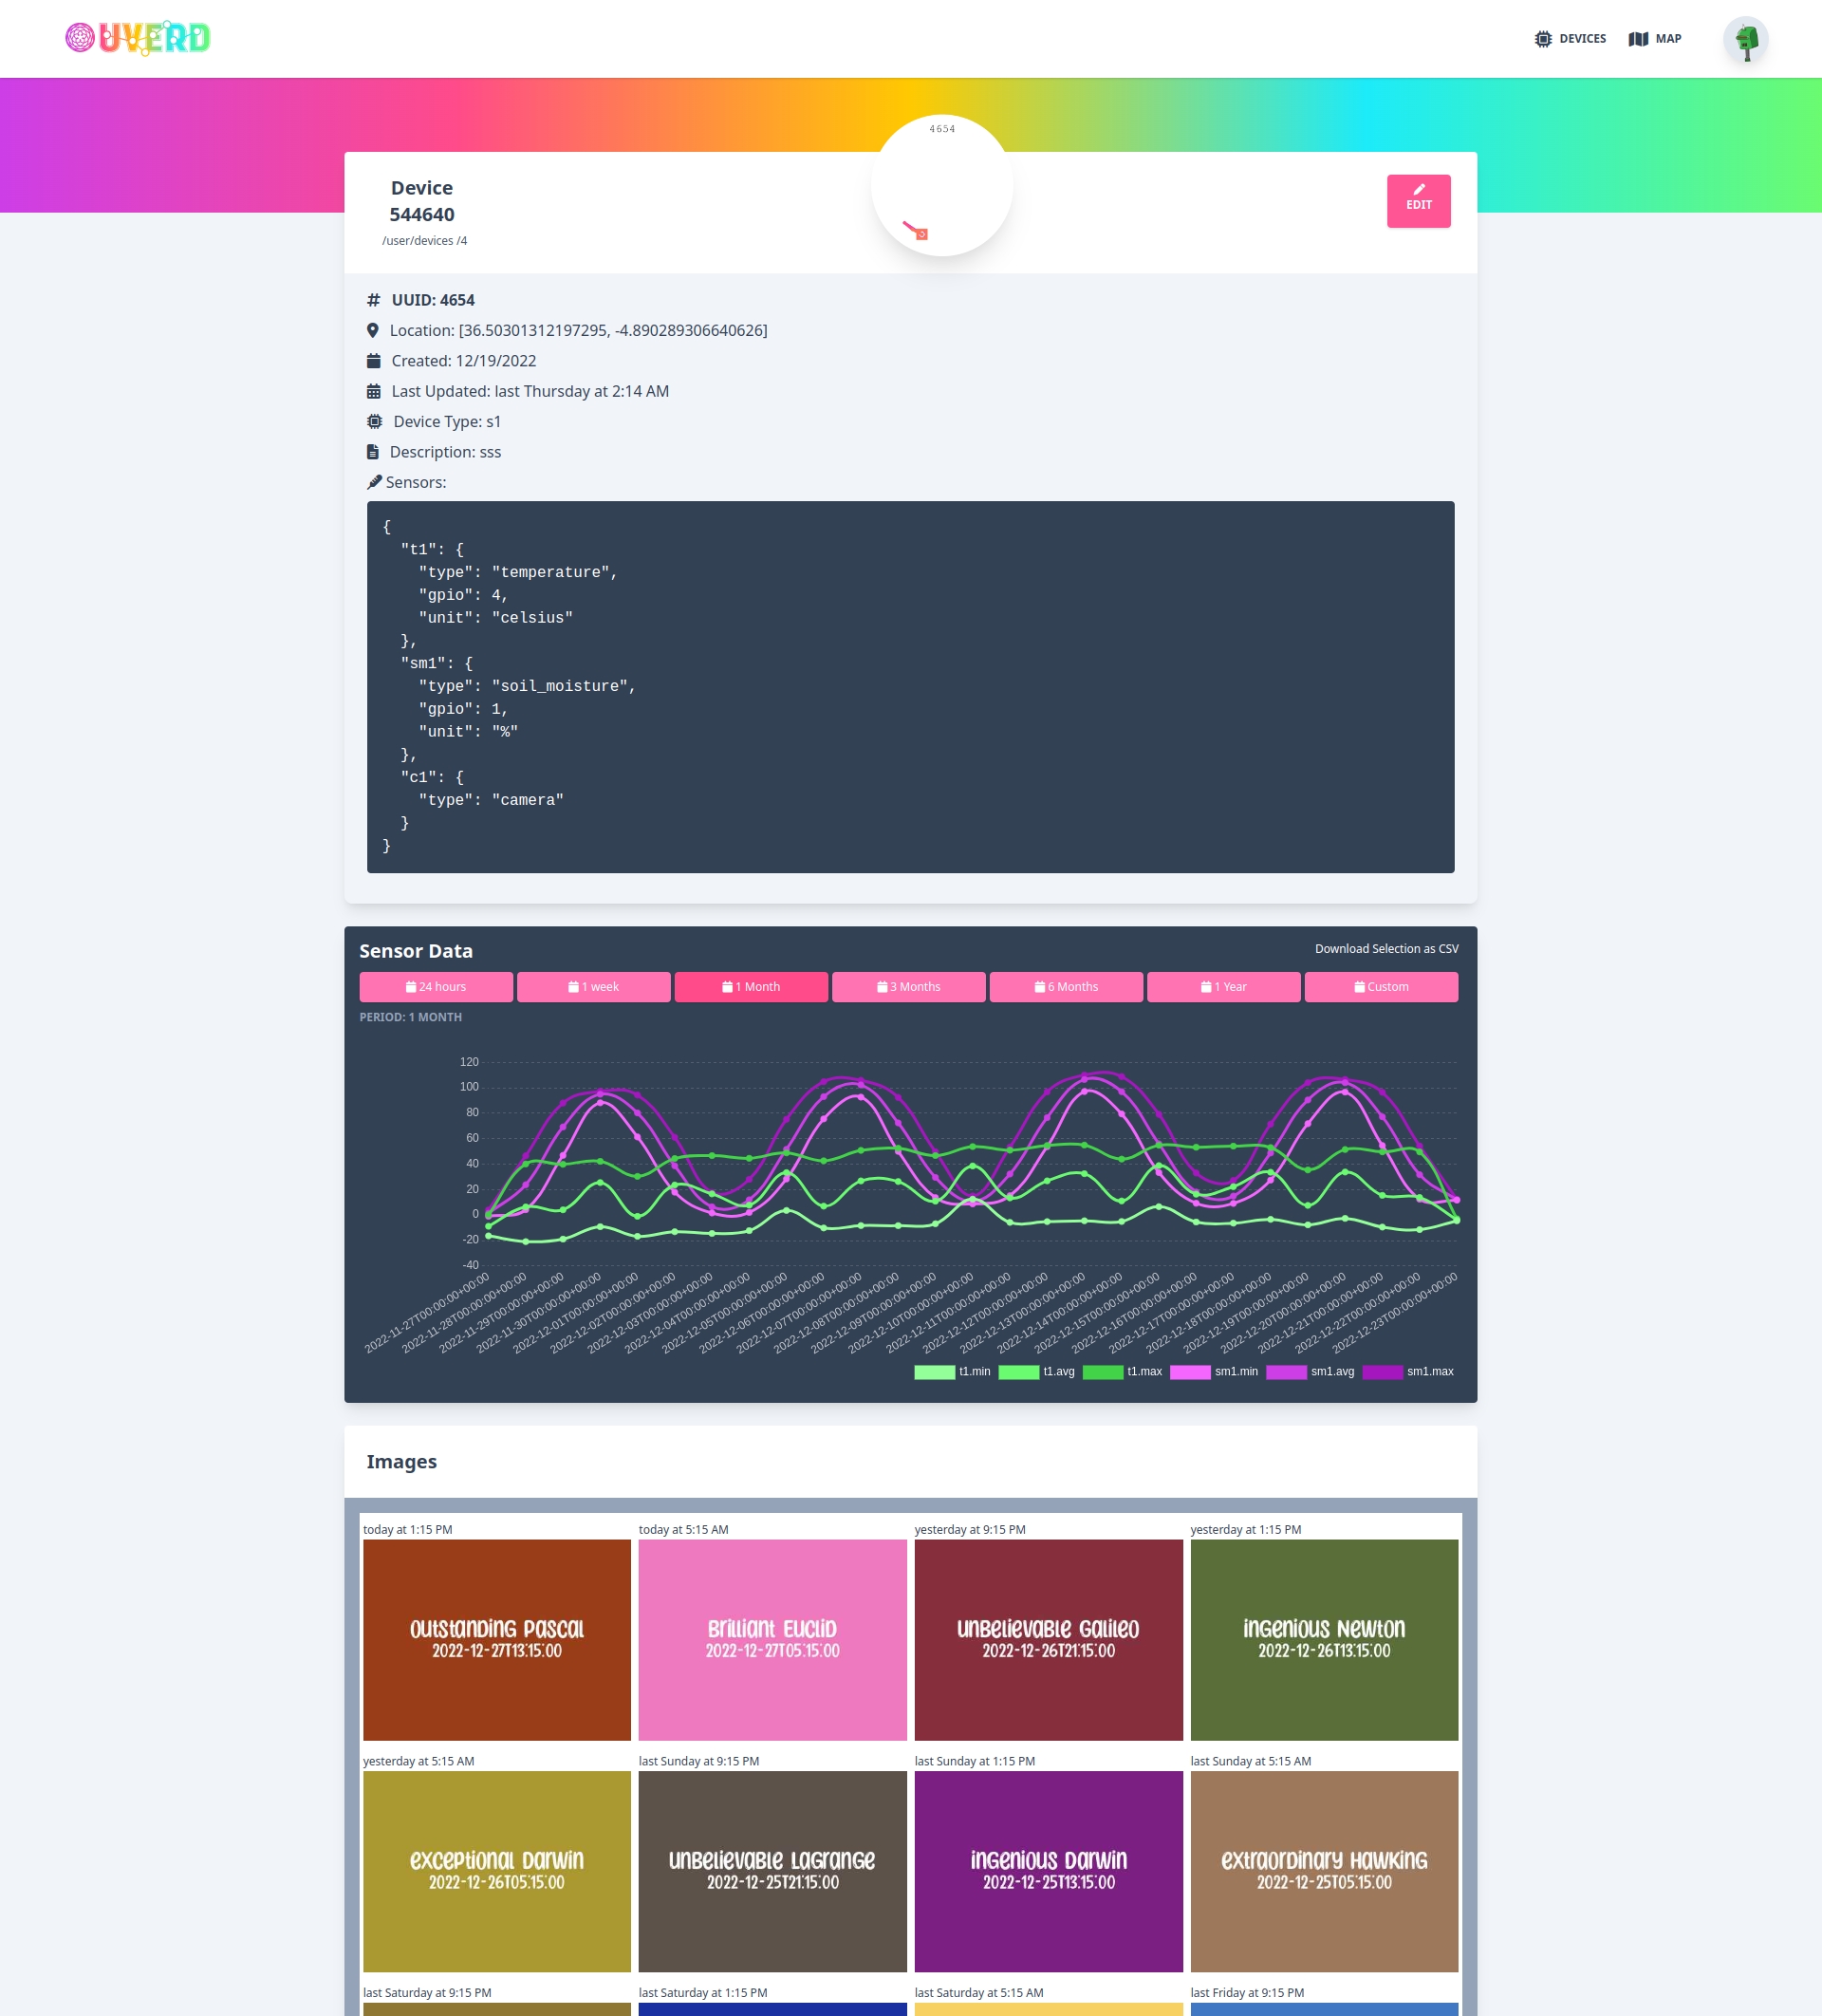 OUVERD
DEVICES
MAP
4654
Device
544640
/user/devices /4
EDIT
UUID: 4654
Location: [36.50301312197295, -4.890289306640626]
Created: 12/19/2022
Last Updated: last Thursday at 2:14 AM
Device Type: s1
Description: sss
Sensors:
{
"t1": {
"type": "temperature",
"gpio": 4,
"unit": "celsius"
},
"sm1": {
"type": "soil_moisture",
"gpio": 1,
"unit": "%"
},
"c1": {
"type": "camera"
}
}
Sensor Data
Download Selection as CSV
24 hours
1 week
1 Month
3 Months
6 Months
1 Year
Custom
PERIOD: 1 MONTH
120
100
80
60
40
20
0
-20
-40
2022-11-27T00:00:00+00:00
2022-11-28T00:00:00+00:00
2022-11-29T00:00:00+00:00
2022-11-30T00:00:00+00:00
2022-12-01T00:00:00+00:00
2022-12-02T00:00:00+00:00
2022-12-03T00:00:00+00:00
2022-12-04T00:00:00+00:00
2022-12-05T00:00:00+00:00
2022-12-06T00:00:00+00:00
2022-12-07T00:00:00+00:00
2022-12-08T00:00:00+00:00
2022-12-09T00:00:00+00:00
2022-12-10T00:00:00+00:00
2022-12-11T00:00:00+00:00
2022-12-12T00:00:00+00:00
2022-12-13T00:00:00+00:00
2022-12-14T00:00:00+00:00
2022-12-15T00:00:00+00:00
2022-12-16T00:00:00+00:00
2022-12-17T00:00:00+00:00
2022-12-18T00:00:00+00:00
2022-12-19T00:00:00+00:00
2022-12-20T00:00:00+00:00
2022-12-21T00:00:00+00:00
2022-12-22T00:00:00+00:00
2022-12-23T00:00:00+00:00
t1.min
t1.avg
t1.max
sm1.min
sm1.avg
sm1.max
Images
today at 1:15 PM
outstanding pascal
2022-12-27T13:15:00
today at 5:15 AM
brilliant euclid
2022-12-27T05:15:00
yesterday at 9:15 PM
unbelievable galileo
2022-12-26T21:15:00
yesterday at 1:15 PM
ingenious newton
2022-12-26T13:15:00
yesterday at 5:15 AM
exceptional darwin
2022-12-26T05:15:00
last Sunday at 9:15 PM
unbelievable lagrange
2022-12-25T21:15:00
last Sunday at 1:15 PM
ingenious darwin
2022-12-25T13:15:00
last Sunday at 5:15 AM
extraordinary hawking
2022-12-25T05:15:00
last Saturday at 9:15 PM
last Saturday at 1:15 PM
last Saturday at 5:15 AM
last Friday at 9:15 PM